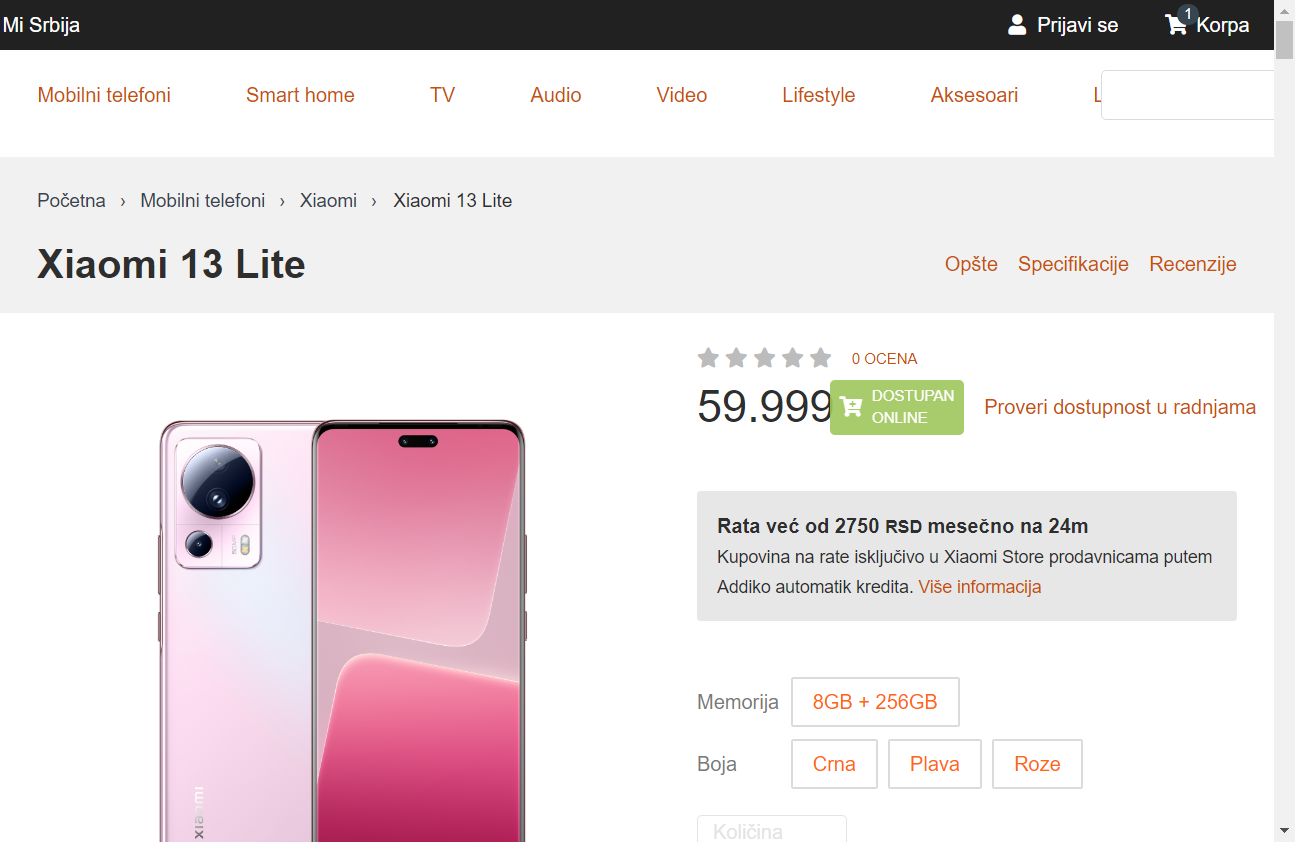 Mi Srbija
Prijavi se
1
Korpa
Mobilni telefoni
Smart home
TV
Audio
Video
Lifestyle
Aksesoari
Početna › Mobilni telefoni › Xiaomi › Xiaomi 13 Lite
Xiaomi 13 Lite
Opšte
Specifikacije
Recenzije
0 OCENA
59.999
DOSTUPAN
ONLINE
Proveri dostupnost u radnjama
Rata već od 2750 RSD mesečno na 24m
Kupovina na rate isključivo u Xiaomi Store prodavnicama putem
Addiko automatik kredita. Više informacija
Memorija
8GB + 256GB
Boja
Crna
Plava
Roze
Količina
xiaomi